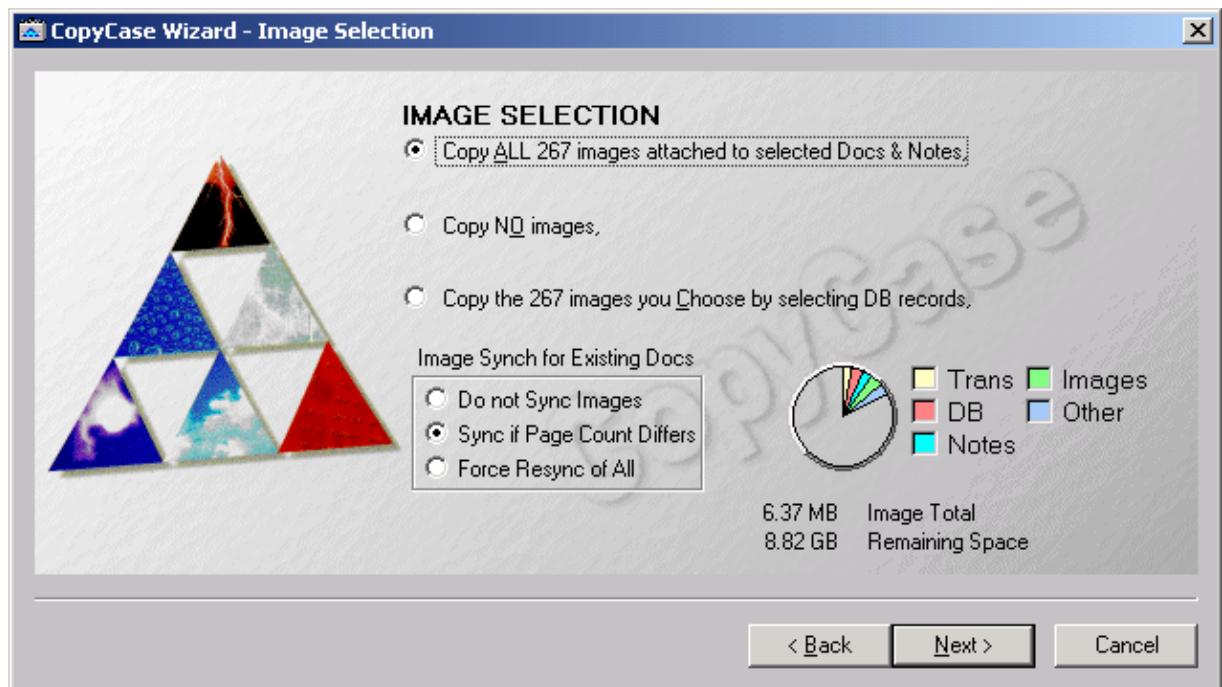 CopyCase Wizard - Image Selection
IMAGE SELECTION
Copy ALL 267 images attached to selected Docs & Notes,
Copy NO images,
Copy the 267 images you Choose by selecting DB records,
Image Synch for Existing Docs
Do not Sync Images
Sync if Page Count Differs
Force Resync of All
CopyCase
Trans
Images
DB
Other
Notes
6.37 MB Image Total
8.82 GB Remaining Space
< Back
Next >
Cancel